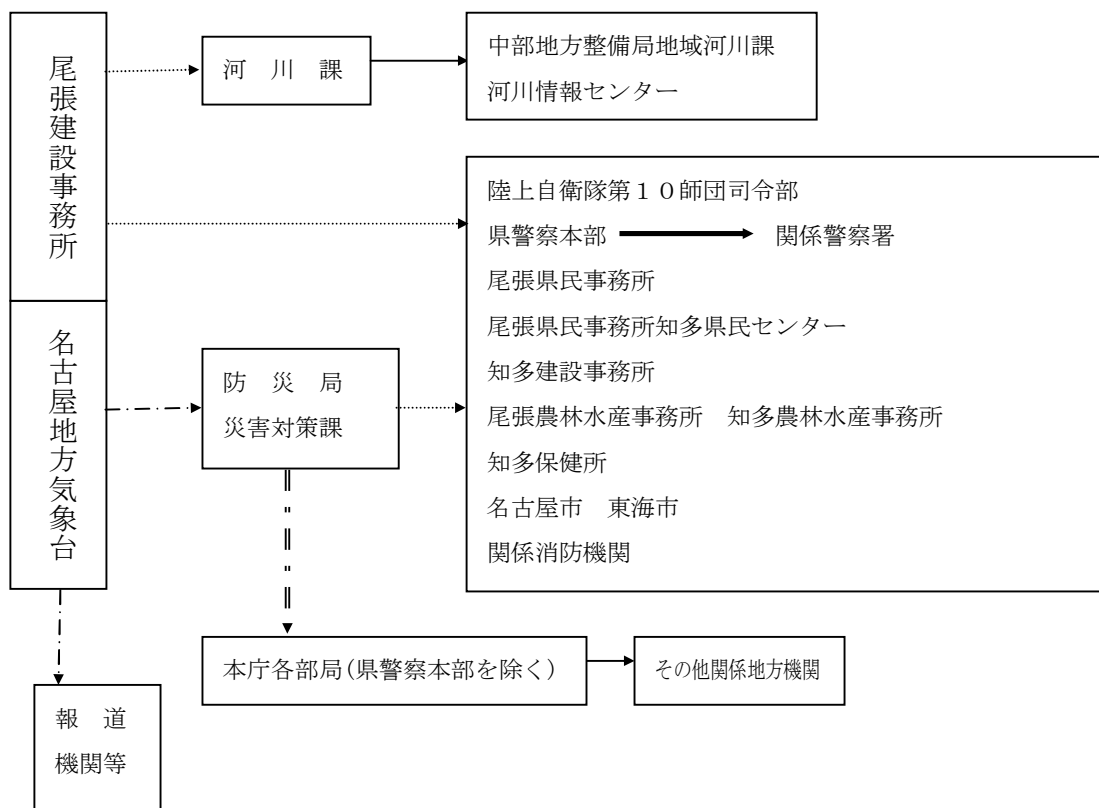 尾張建設事務所
河　川　課
中部地方整備局地域河川課
河川情報センター
陸上自衛隊第１０師団司令部
県警察本部　関係警察署
尾張県民事務所
尾張県民事務所知多県民センター
知多建設事務所
尾張農林水産事務所　知多農林水産事務所
知多保健所
名古屋市　東海市
関係消防機関
名古屋地方気象台
防　災　局
災害対策課
本庁各部局(県警察本部を除く)
その他関係地方機関
報　道
機関等